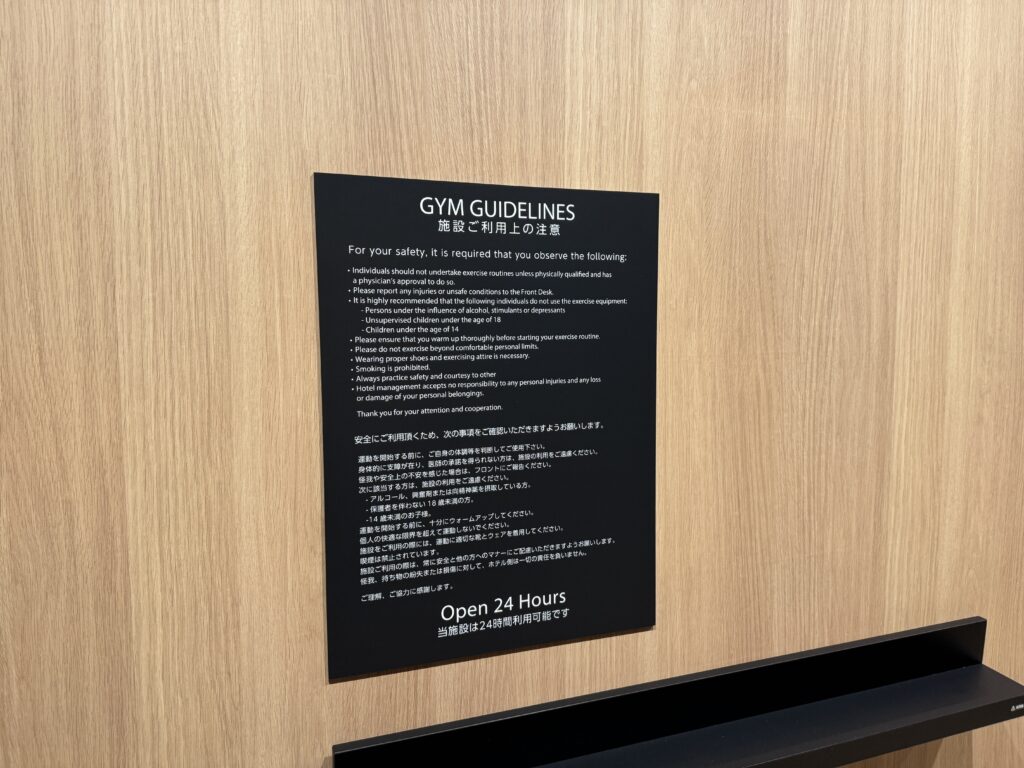 GYM GUIDELINES
施設ご利用上の注意
For your safety, it is required that you observe the following:
• Individuals should not undertake exercise routines unless physically qualified and has
a physician's approval to do so.
• Please report any injuries or unsafe conditions to the Front Desk.
• It is highly recommended that the following individuals do not use the exercise equipment:
- Persons under the influence of alcohol, stimulants or depressants
- Unsupervised children under the age of 18
- Children under the age of 14
• Please ensure that you warm up thoroughly before starting your exercise routine.
• Please do not exercise beyond comfortable personal limits.
• Wearing proper shoes and exercising attire is necessary.
• Smoking is prohibited.
• Always practice safety and courtesy to other
• Hotel management accepts no responsibility to any personal injuries and any loss
or damage of your personal belongings.
Thank you for your attention and cooperation.
安全にご利用頂くため、次の事項をご確認いただきますようお願いします。
運動を開始する前に、ご自身の体調等を判断してご使用下さい。
身体的に支障が在り、医師の承諾を得られない方は、施設の利用をご遠慮ください。
怪我や安全上の不安を感じた場合は、フロントにご報告ください。
次に該当する方は、施設の利用をご遠慮ください。
- アルコール、興奮剤または向精神薬を摂取している方。
- 保護者を伴わない 18 歳未満の方。
-14 歳未満のお子様。
運動を開始する前に、十分にウォームアップしてください。
個人の快適な限界を超えて運動しないでください。
施設をご利用の際には、運動に適切な靴とウェアを着用してください。
喫煙は禁止されています。
施設ご利用の際は、常に安全と他の方へのマナーにご配慮いただきますようお願いします。
怪我、持ち物の紛失または損傷に対して、ホテル側は一切の責任を負いません。
ご理解、ご協力に感謝します。
Open 24 Hours
当施設は24時間利用可能です